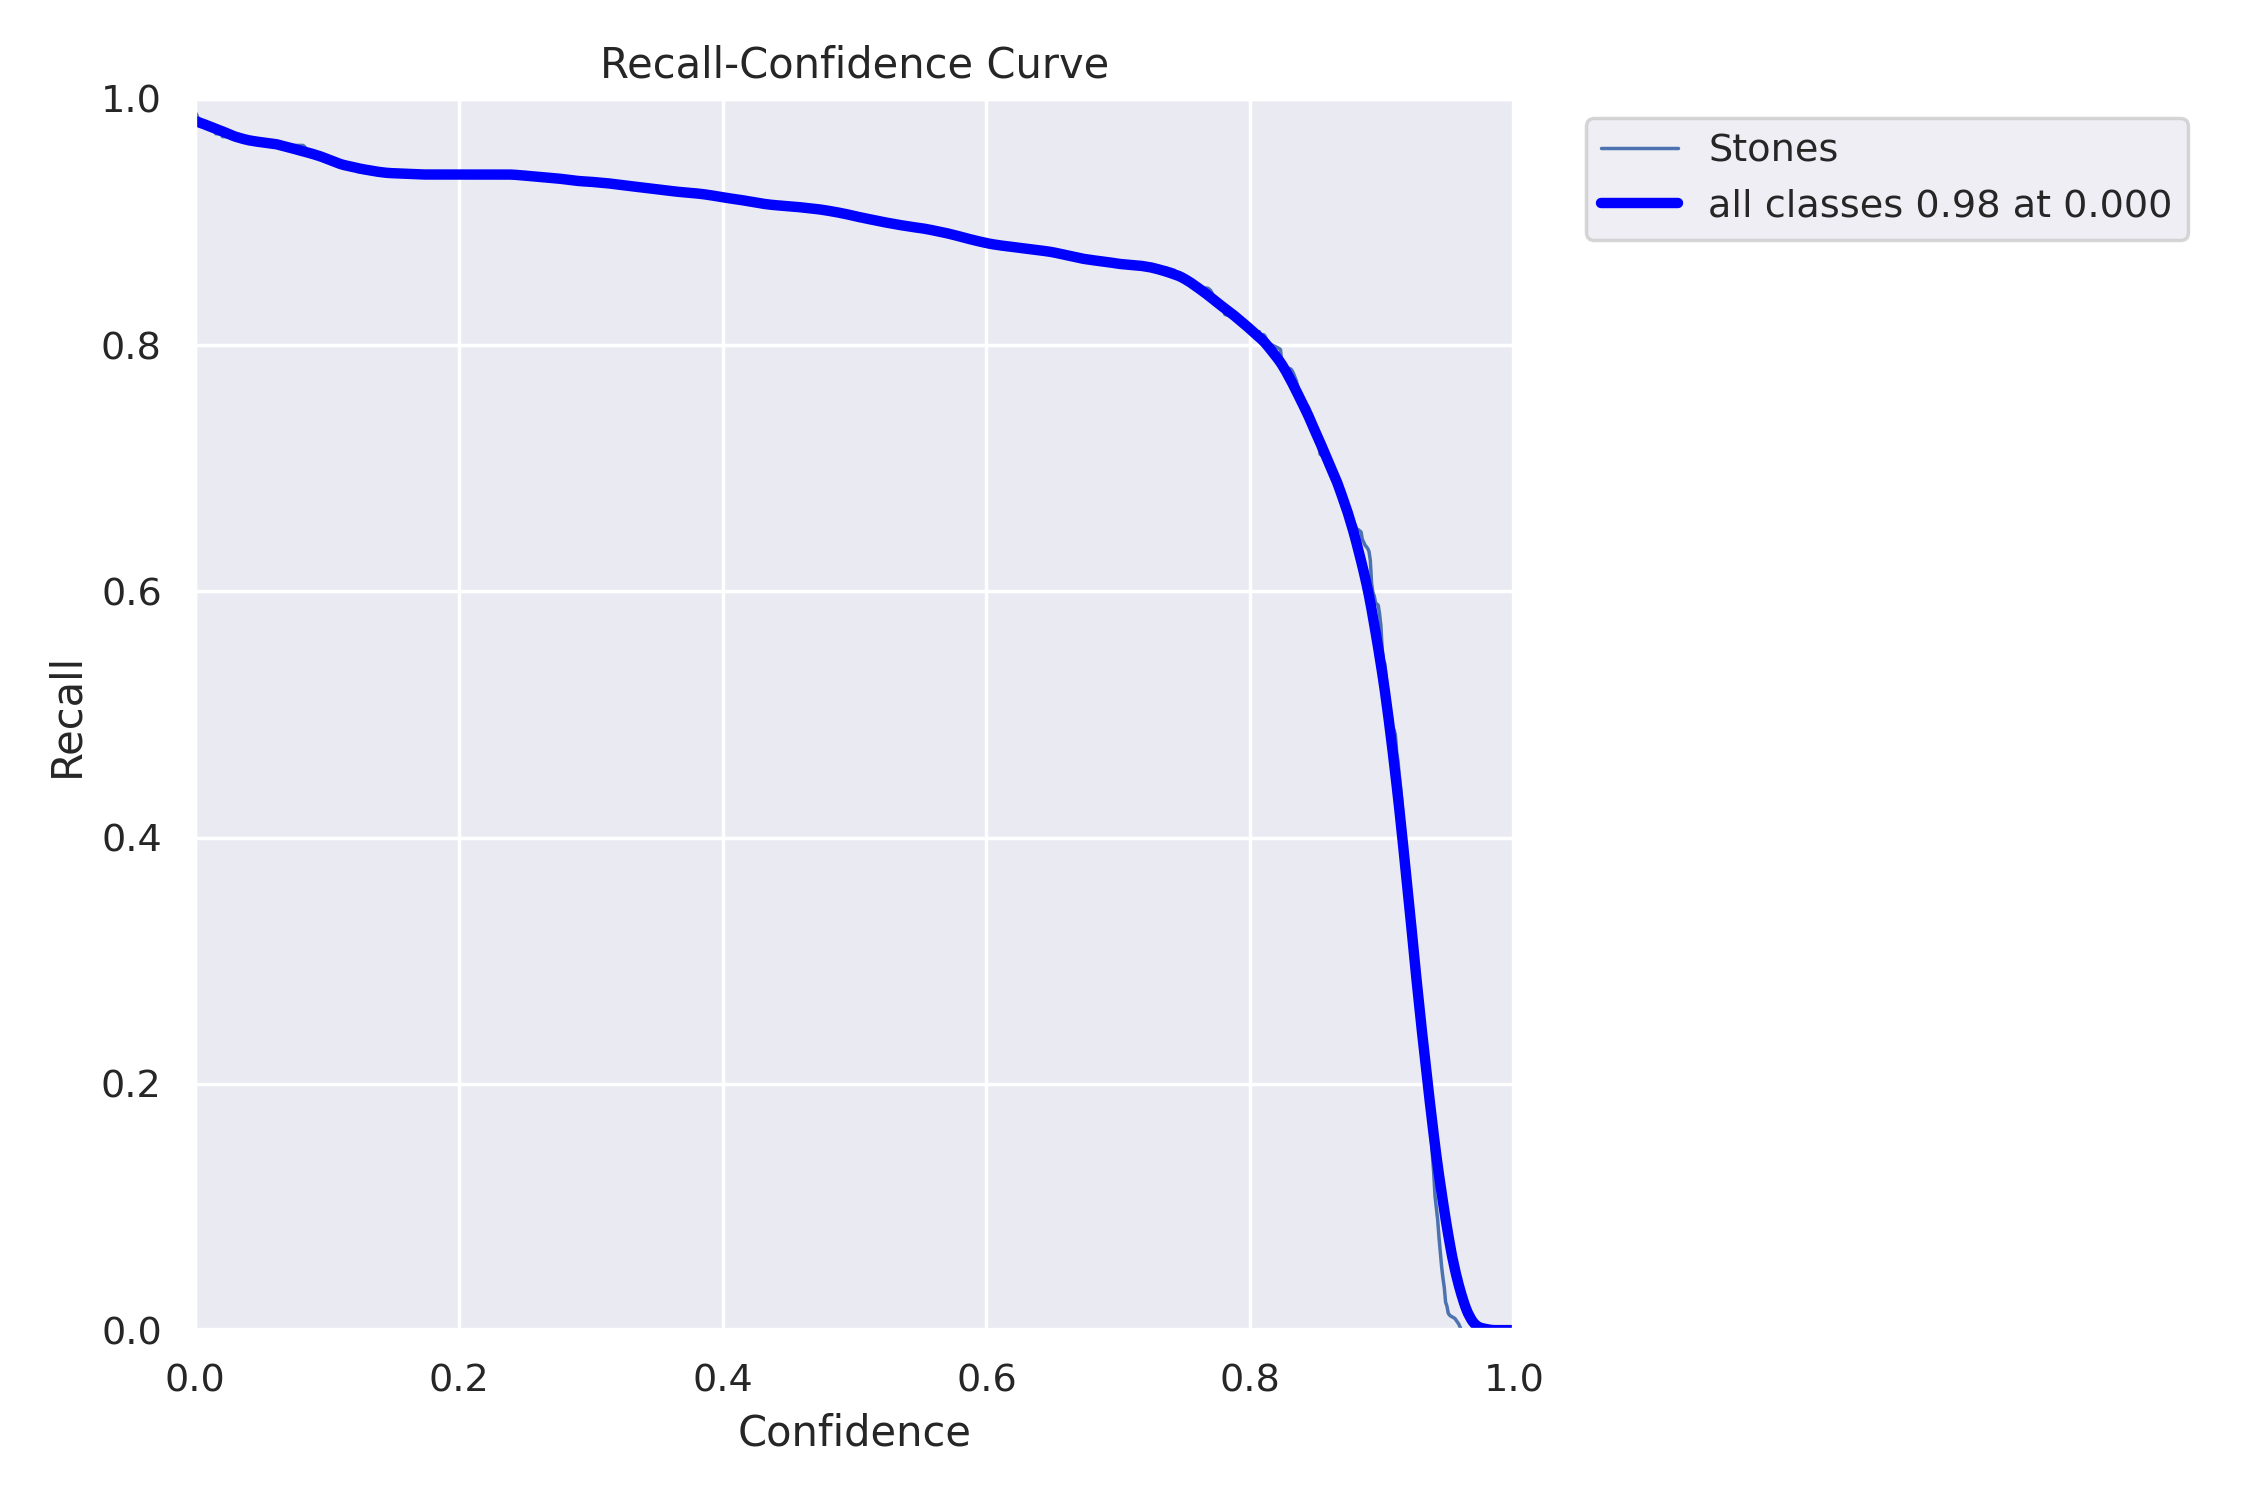 Recall-Confidence Curve
1.0
0.8
0.6
0.4
0.2
0.0
Recall
0.0 0.2 0.4 0.6 0.8 1.0
Confidence
Stones
all classes 0.98 at 0.000